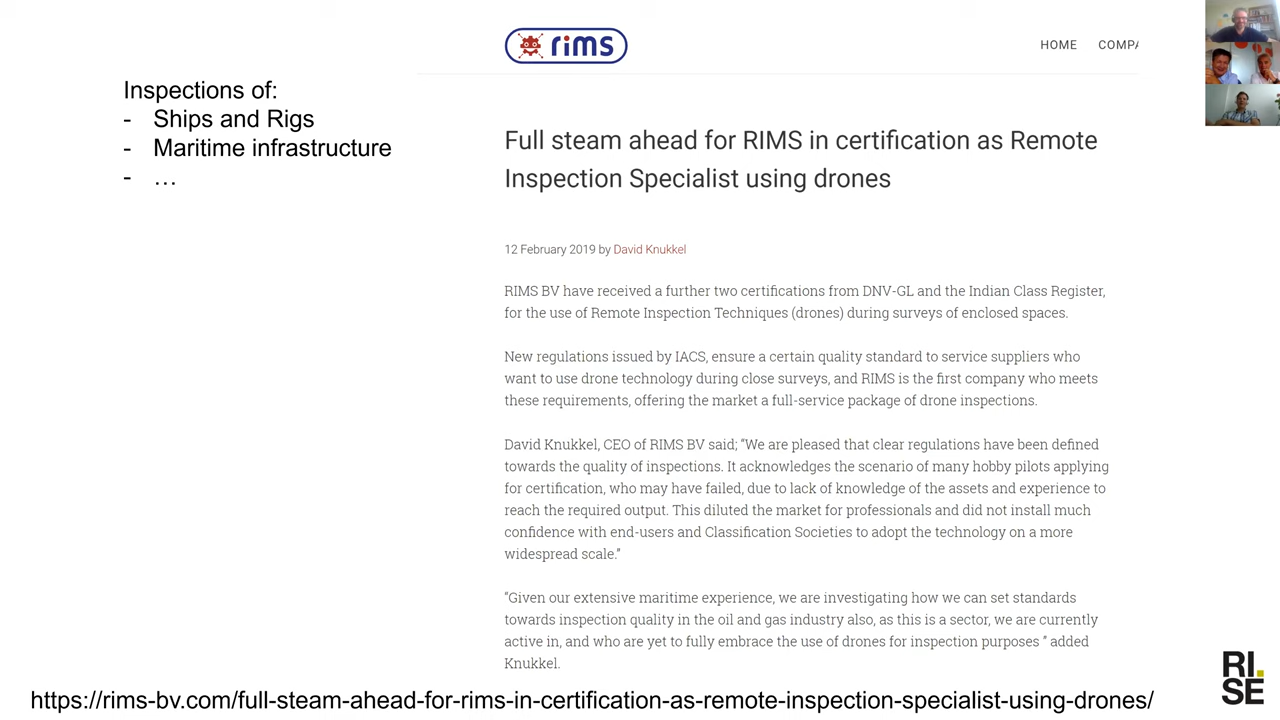 Inspections of:
- Ships and Rigs
- Maritime infrastructure
- …
rims
HOME COMPA
Full steam ahead for RIMS in certification as Remote
Inspection Specialist using drones
12 February 2019 by David Knukkel
RIMS BV have received a further two certifications from DNV-GL and the Indian Class Register,
for the use of Remote Inspection Techniques (drones) during surveys of enclosed spaces.
New regulations issued by IACS, ensure a certain quality standard to service suppliers who
want to use drone technology during close surveys, and RIMS is the first company who meets
these requirements, offering the market a full-service package of drone inspections.
David Knukkel, CEO of RIMS BV said; “We are pleased that clear regulations have been defined
towards the quality of inspections. It acknowledges the scenario of many hobby pilots applying
for certification, who may have failed, due to lack of knowledge of the assets and experience to
reach the required output. This diluted the market for professionals and did not install much
confidence with end-users and Classification Societies to adopt the technology on a more
widespread scale.”
“Given our extensive maritime experience, we are investigating how we can set standards
towards inspection quality in the oil and gas industry also, as this is a sector, we are currently
active in, and who are yet to fully embrace the use of drones for inspection purposes ” added
Knukkel.
https://rims-bv.com/full-steam-ahead-for-rims-in-certification-as-remote-inspection-specialist-using-drones/
RI.
SE